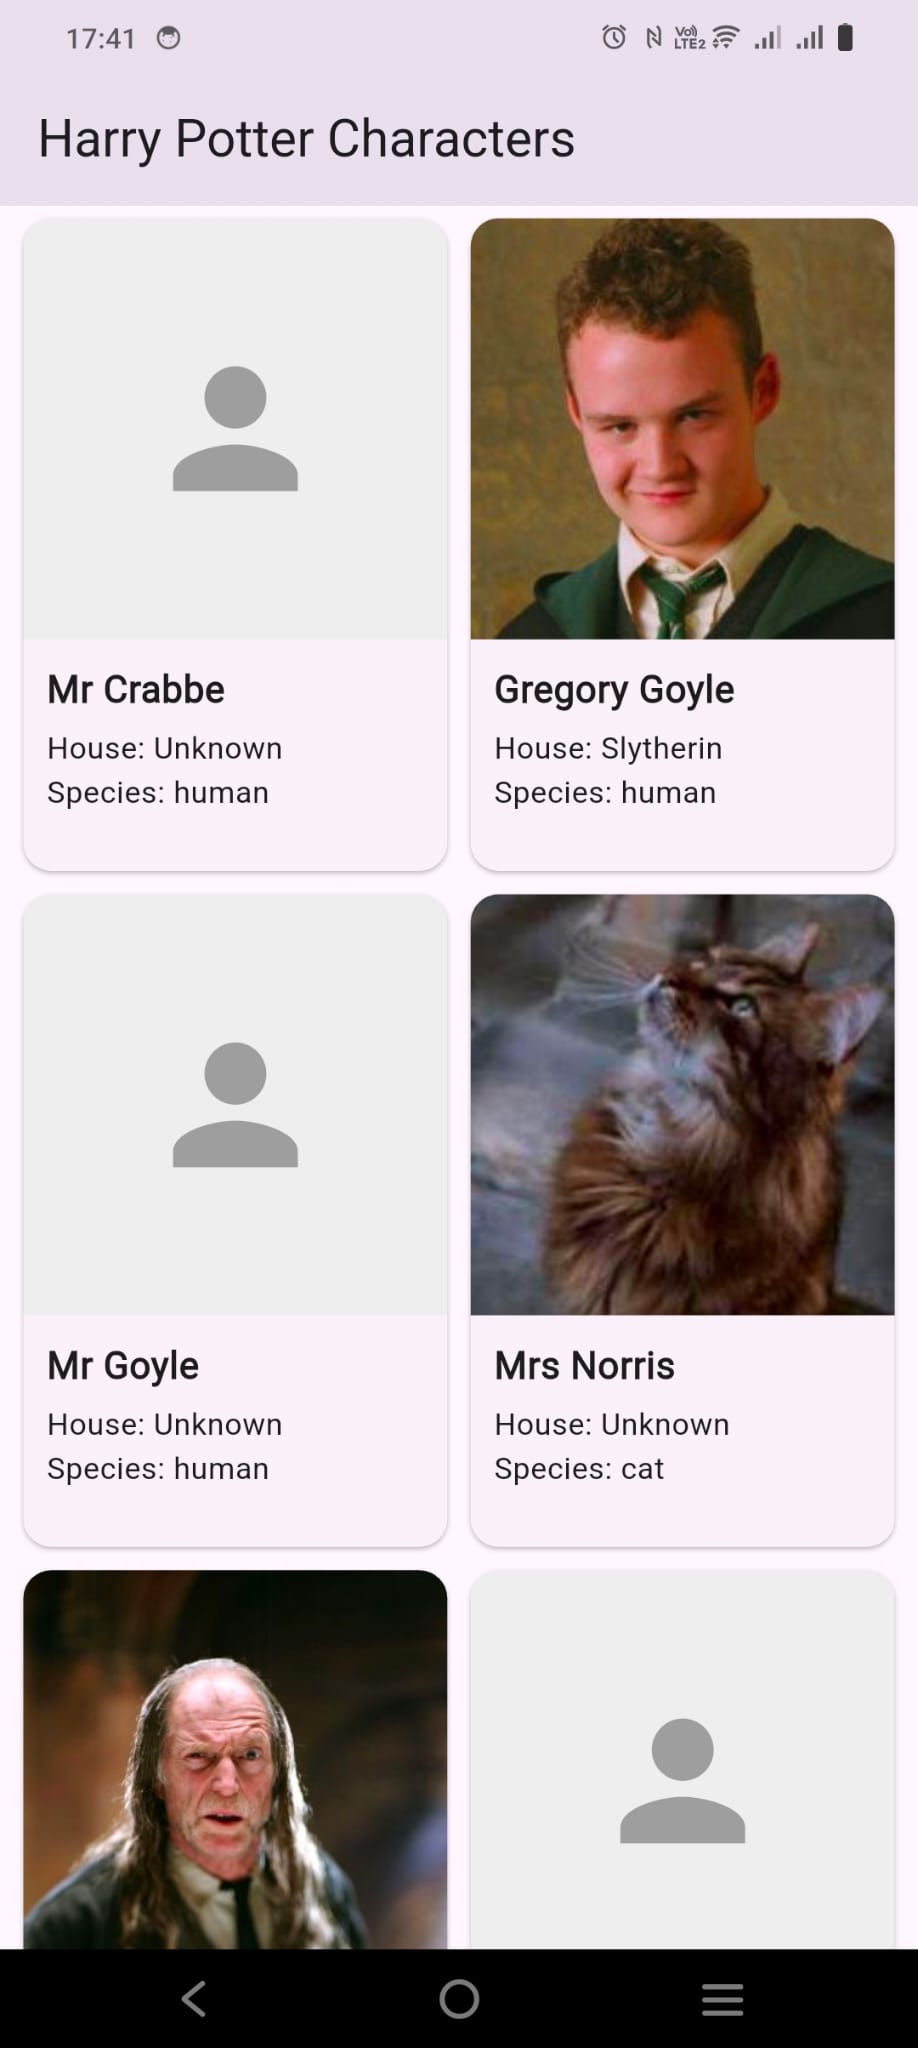 17:41
Vo)
LTE2
Harry Potter Characters
Mr Crabbe
House: Unknown
Species: human
Gregory Goyle
House: Slytherin
Species: human
Mr Goyle
House: Unknown
Species: human
Mrs Norris
House: Unknown
Species: cat